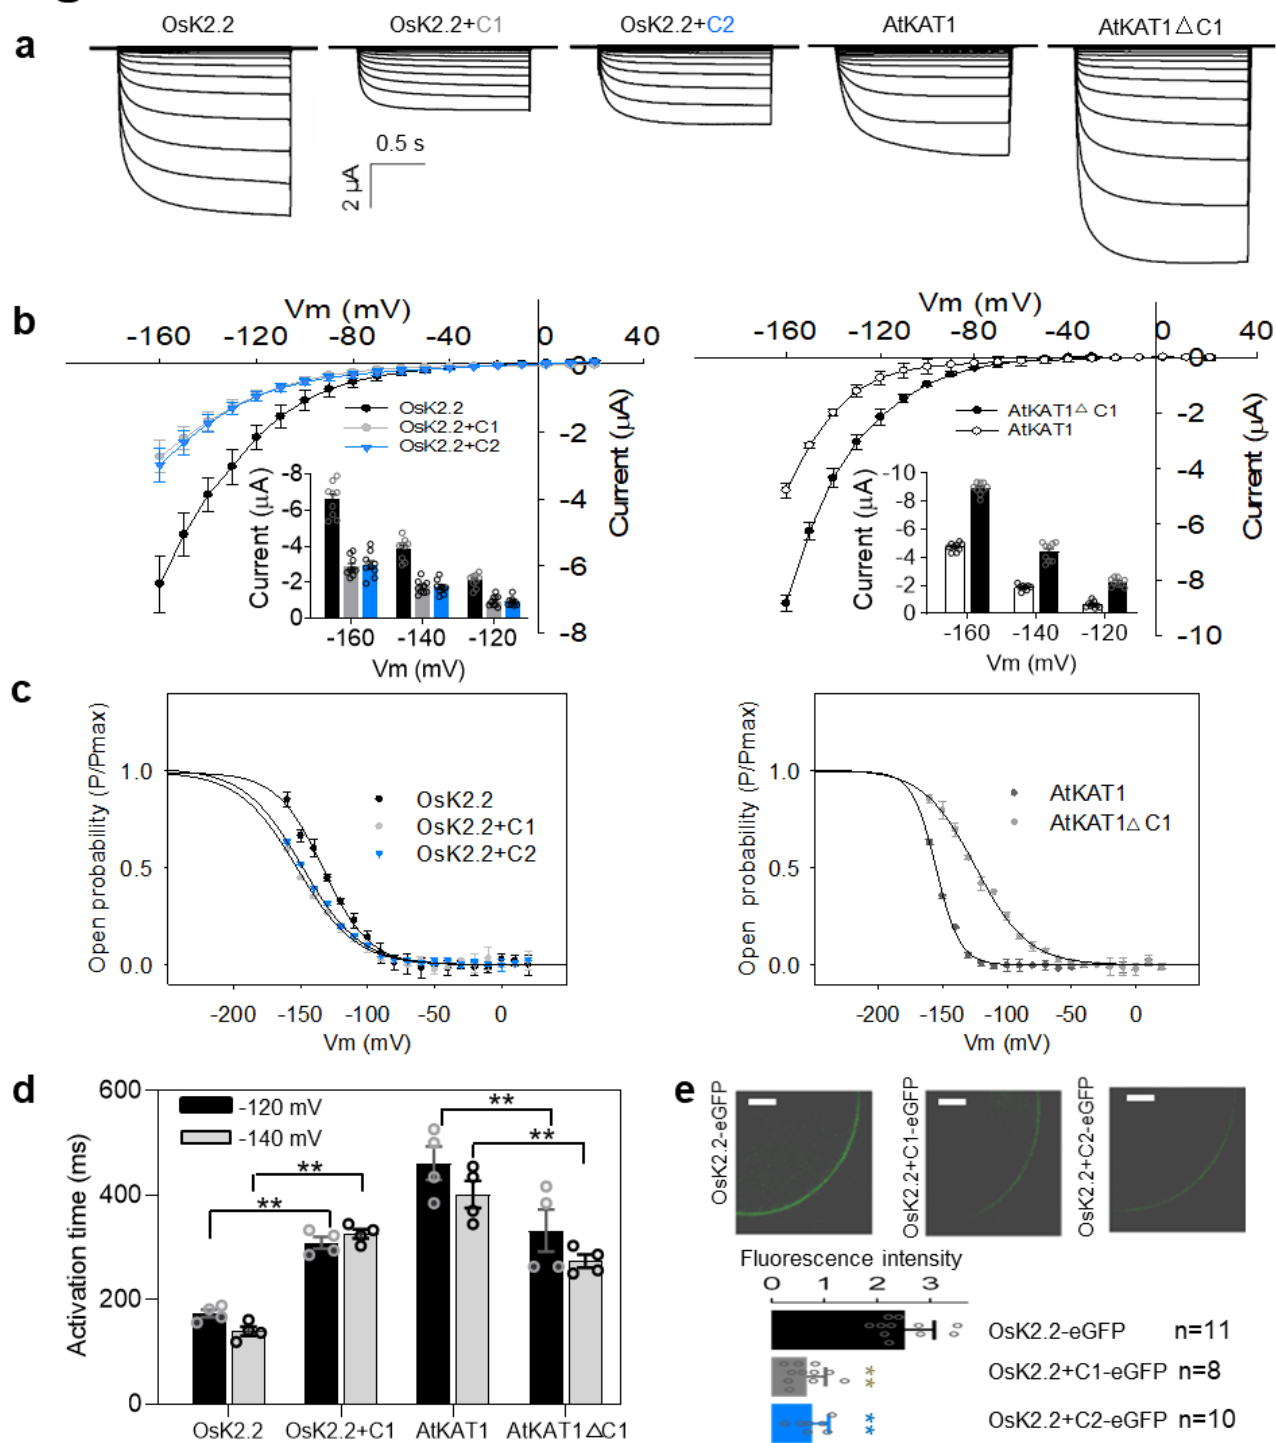 a
OsK2.2
OsK2.2+C1
OsK2.2+C2
AtKAT1
AtKAT1△C1
0.5 s
2 µA
b
Vm (mV)
-160 -120 -80 -40 0 40
0
-2
-4
-6
-8
Current (µA)
OsK2.2
OsK2.2+C1
OsK2.2+C2
Current (µA)
-8
-6
-4
-2
0
-160 -140 -120
Vm (mV)
Vm (mV)
-160 -120 -80 -40 0 40
0
-2
-4
-6
-8
-10
Current (µA)
AtKAT1△C1
AtKAT1
Current (µA)
-10
-8
-6
-4
-2
0
-160 -140 -120
Vm (mV)
c
Open probability (P/Pmax)
1.0
0.5
0.0
OsK2.2
OsK2.2+C1
OsK2.2+C2
-200 -150 -100 -50 0
Vm (mV)
Open probability (P/Pmax)
1.0
0.5
0.0
AtKAT1
AtKAT1△C1
-200 -150 -100 -50 0
Vm (mV)
d
Activation time (ms)
600
400
200
0
-120 mV
-140 mV
**
**
**
**
OsK2.2 OsK2.2+C1 AtKAT1 AtKAT1△C1
e
OsK2.2-eGFP
OsK2.2+C1-eGFP
OsK2.2+C2-eGFP
Fluorescence intensity
0 1 2 3
OsK2.2-eGFP n=11
** OsK2.2+C1-eGFP n=8
** OsK2.2+C2-eGFP n=10